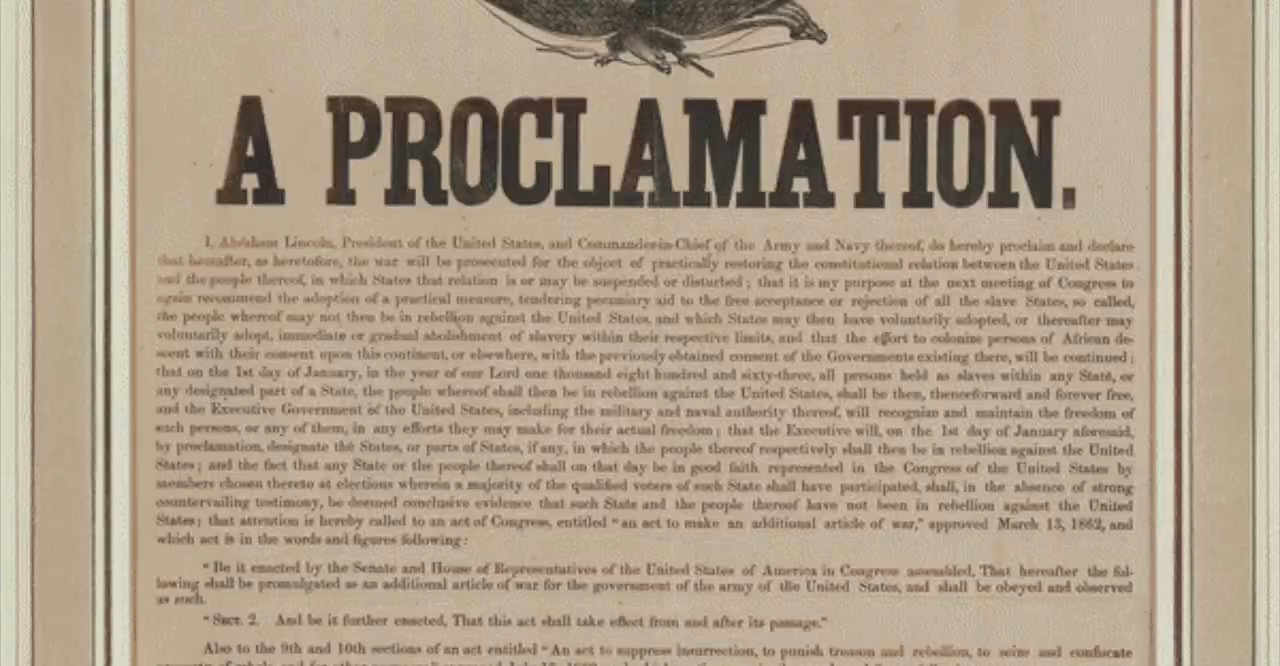 A PROCLAMATION.
I, Abraham Lincoln, President of the United States, and Commander-in-Chief of the Army and Navy thereof, do hereby proclaim and declare
that hereafter, as heretofore, the war will be prosecuted for the object of practically restoring the constitutional relation between the United States
and the people thereof, in which States that relation is or may be suspended or disturbed; that it is my purpose at the next meeting of Congress to
again recommend the adoption of a practical measure, tendering pecuniary aid to the free acceptance or rejection of all the slave States, so called,
the people whereof may not then be in rebellion against the United States, and which States may then have voluntarily adopted, or thereafter may
voluntarily adopt, immediate or gradual abolishment of slavery within their respective limits, and that the effort to colonize persons of African de-
scent with their consent upon this continent, or elsewhere, with the previously obtained consent of the Governments existing there, will be continued;
that on the 1st day of January, in the year of our Lord one thousand eight hundred and sixty-three, all persons held as slaves within any State, or
any designated part of a State, the people whereof shall then be in rebellion against the United States, shall be then, thenceforward and forever free,
and the Executive Government of the United States, including the military and naval authority thereof, will recognize and maintain the freedom of
such persons, or any of them, in any efforts they may make for their actual freedom; that the Executive will, on the 1st day of January aforesaid,
by proclamation, designate the States, or parts of States, if any, in which the people thereof respectively shall then be in rebellion against the United
States; and the fact that any State or the people thereof shall on that day be in good faith represented in the Congress of the United States by
members chosen thereto at elections wherein a majority of the qualified voters of such State shall have participated, shall, in the absence of strong
countervailing testimony, be deemed conclusive evidence that such State and the people thereof have not been in rebellion against the United
States; that attention is hereby called to an act of Congress, entitled "an act to make an additional article of war," approved March 13, 1862, and
which act is in the words and figures following:
"Be it enacted by the Senate and House of Representatives of the United States of America in Congress assembled, That hereafter the fol-
lowing shall be promulgated as an additional article of war for the government of the army of the United States, and shall be obeyed and observed
as such.
"Sect. 2. And be it further enacted, That this act shall take effect from and after its passage."
Also to the 9th and 10th sections of an act entitled "An act to suppress insurrection, to punish treason and rebellion, to seize and confiscate